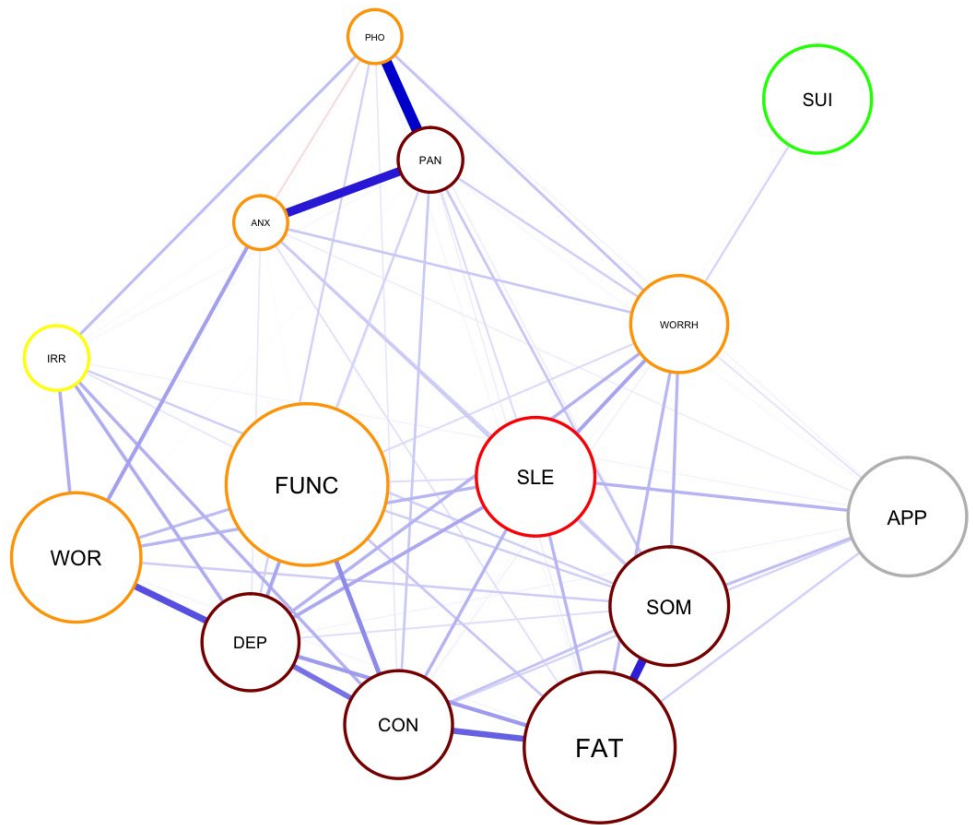 PHO
SUI
PAN
ANX
WORRH
IRR
SLE
FUNC
APP
WOR
SOM
DEP
CON
FAT